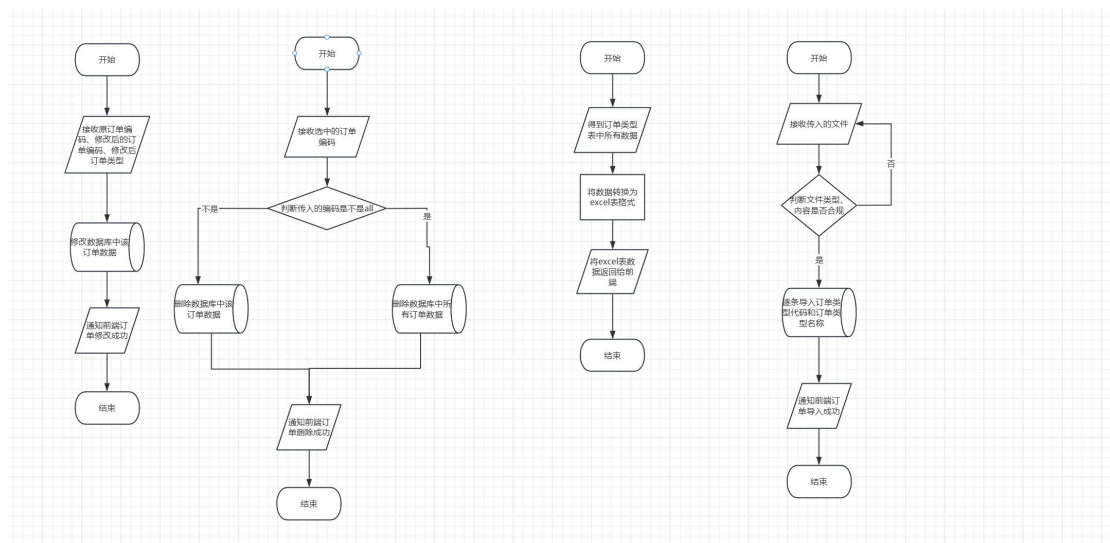 开始
接收原订单编
码、修改后的订
单编码、修改后
订单类型
修改数据库中该
订单数据
通知前端订
单修改成功
结束
开始
接收选中的订单
编码
判断传入的编码是不是all
不是
是
删除数据库中该
订单数据
删除数据库中所
有订单数据
通知前端订
单删除成功
结束
开始
得到订单类型
表中所有数据
将数据转换为
excel表格式
将excel表数
据返回给前
端
结束
开始
接收传入的文件
否
判断文件类型、
内容是否合规
是
逐条导入订单类
型代码和订单类
型名称
通知前端订
单导入成功
结束